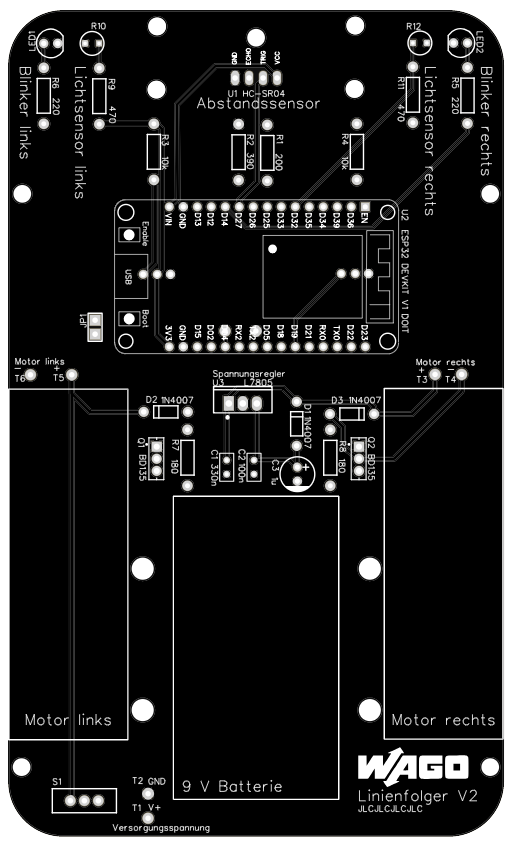 LED1
R10
R12
LED2
GND
ECHO
TRIG
VCC
U1 HC-SR04
Abstandssensor
Blinker links
R6
220
Lichtsensor links
R9
470
R11
470
Lichtsensor rechts
R5
220
Blinker rechts
R3
10k
R2
390
R1
200
R4
10k
VIN
GND
D13
D12
D14
D27
D26
D25
D33
D32
D35
D34
D39
D36
EN
U2
ESP32 DEVKIT V1 DOIT
Enable
USB
Boot
JP1
3V3
GND
D15
D02
D04
RX2
TX2
D05
D18
D19
D21
RX0
TX0
D22
D23
Motor links
- +
T6 T5
Motor rechts
+ -
T3 T4
Spannungsregler
U3 L7805
D2 1N4007
D1
1N4007
D3 1N4007
Q1
BD135
R7
180
C1
330n
C2
100n
C3
1u
+
R8
180
Q2
BD135
Motor links
Motor rechts
9 V Batterie
WAGO
Linienfolger V2
JLCJLCJLCJLC
S1
T2 GND
T1 V+
Versorgungsspannung